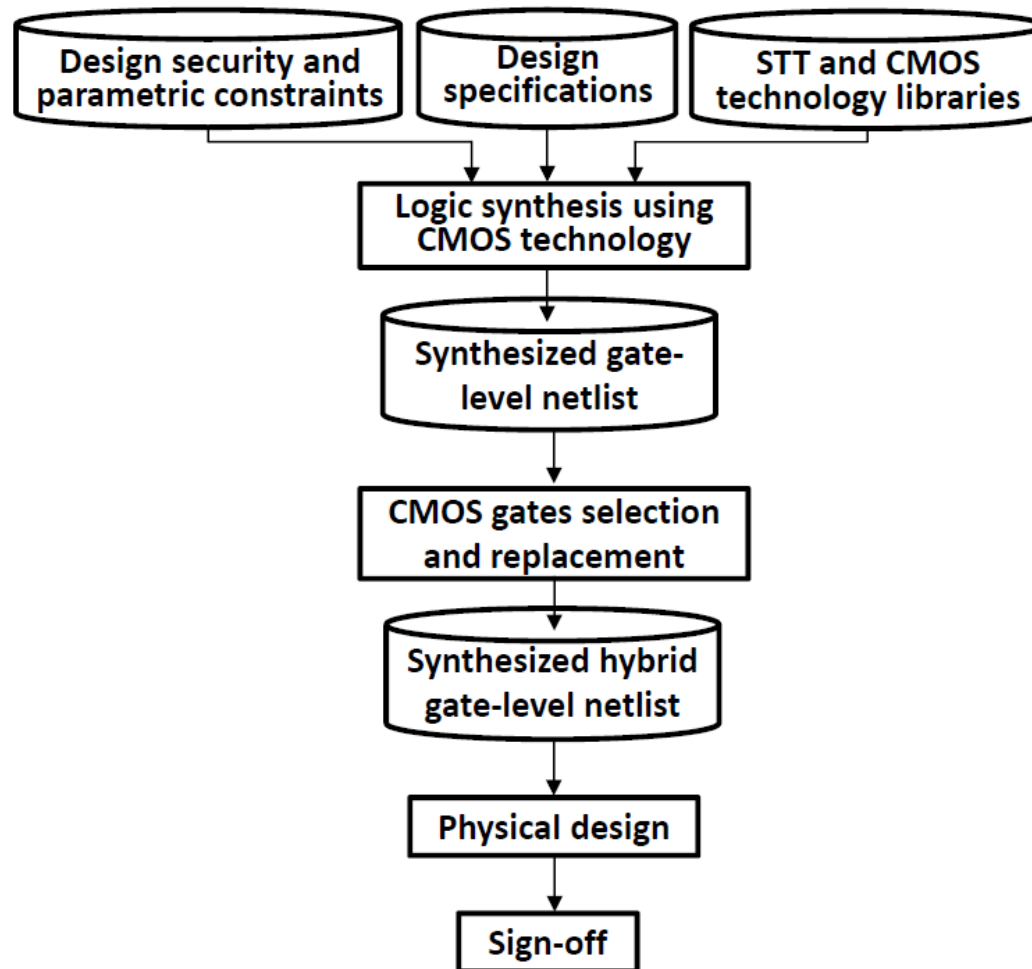 Design security and
parametric constraints
Design
specifications
STT and CMOS
technology libraries
Logic synthesis using
CMOS technology
Synthesized gate-
level netlist
CMOS gates selection
and replacement
Synthesized hybrid
gate-level netlist
Physical design
Sign-off